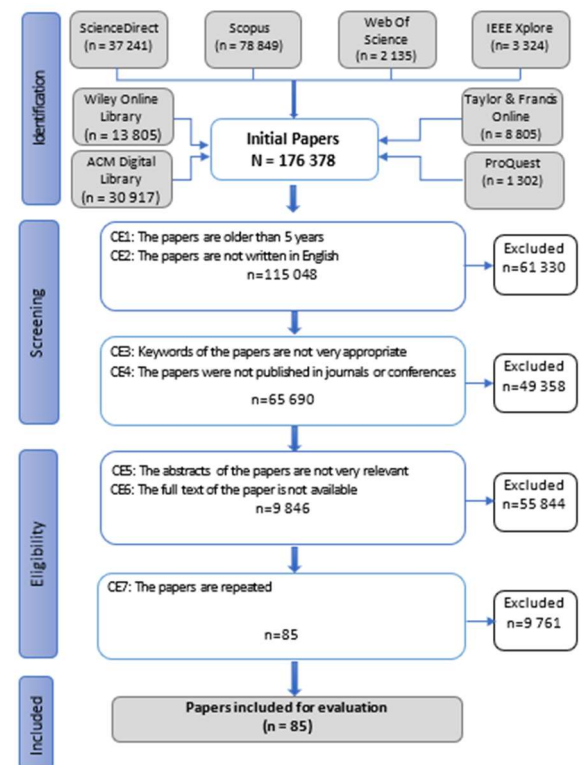 Identification
ScienceDirect
(n = 37 241)
Scopus
(n = 78 849)
Web Of
Science
(n = 2 135)
IEEE Xplore
(n = 3 324)
Wiley Online
Library
(n = 13 805)
ACM Digital
Library
(n = 30 917)
Initial Papers
N = 176 378
Taylor & Francis
Online
(n = 8 805)
ProQuest
(n = 1 302)
Screening
CE1: The papers are older than 5 years
CE2: The papers are not written in English
n=115 048
Excluded
n=61 330
CE3: Keywords of the papers are not very appropriate
CE4: The papers were not published in journals or conferences
n=65 690
Excluded
n=49 358
Eligibility
CE5: The abstracts of the papers are not very relevant
CE6: The full text of the paper is not available
n=9 846
Excluded
n=55 844
CE7: The papers are repeated
n=85
Excluded
n=9 761
Included
Papers included for evaluation
(n = 85)